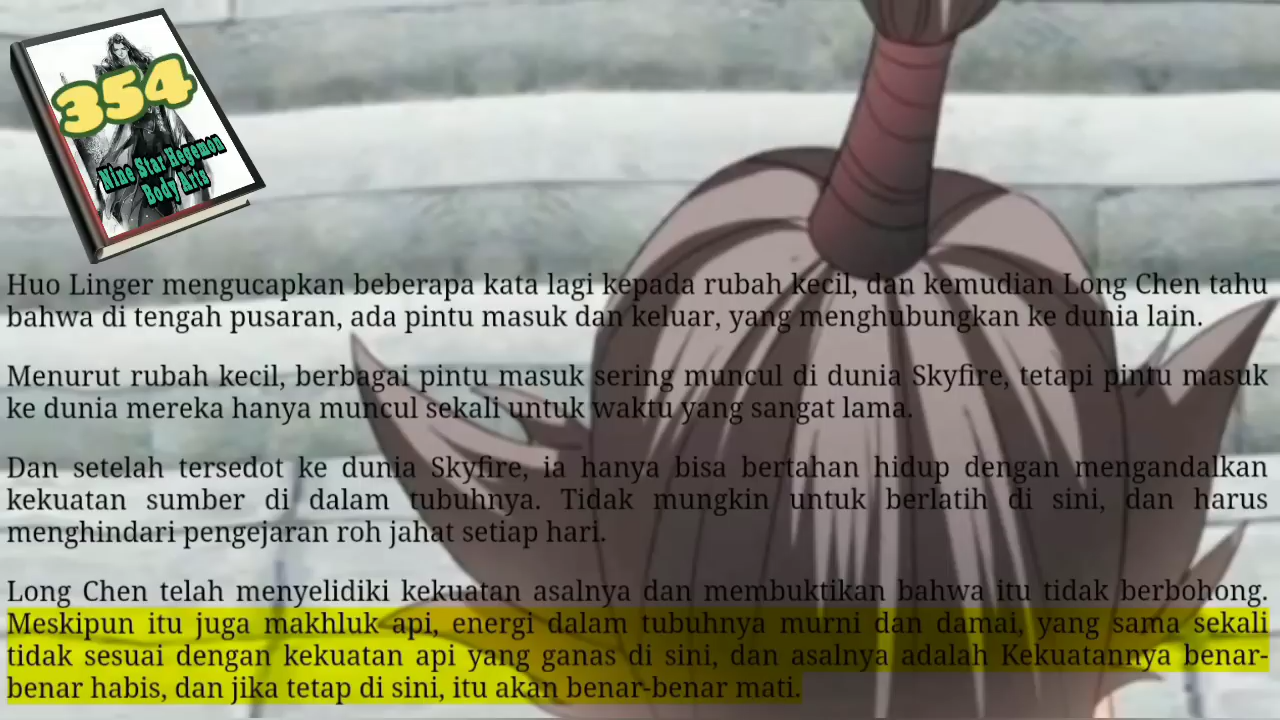 354
Nine Star Hegemon
Body Arts
Huo Linger mengucapkan beberapa kata lagi kepada rubah kecil, dan kemudian Long Chen tahu
bahwa di tengah pusaran, ada pintu masuk dan keluar, yang menghubungkan ke dunia lain.
Menurut rubah kecil, berbagai pintu masuk sering muncul di dunia Skyfire, tetapi pintu masuk
ke dunia mereka hanya muncul sekali untuk waktu yang sangat lama.
Dan setelah tersedot ke dunia Skyfire, ia hanya bisa bertahan hidup dengan mengandalkan
kekuatan sumber di dalam tubuhnya. Tidak mungkin untuk berlatih di sini, dan harus
menghindari pengejaran roh jahat setiap hari.
Long Chen telah menyelidiki kekuatan asalnya dan membuktikan bahwa itu tidak berbohong.
Meskipun itu juga makhluk api, energi dalam tubuhnya murni dan damai, yang sama sekali
tidak sesuai dengan kekuatan api yang ganas di sini, dan asalnya adalah Kekuatannya benar-
benar habis, dan jika tetap di sini, itu akan benar-benar mati.